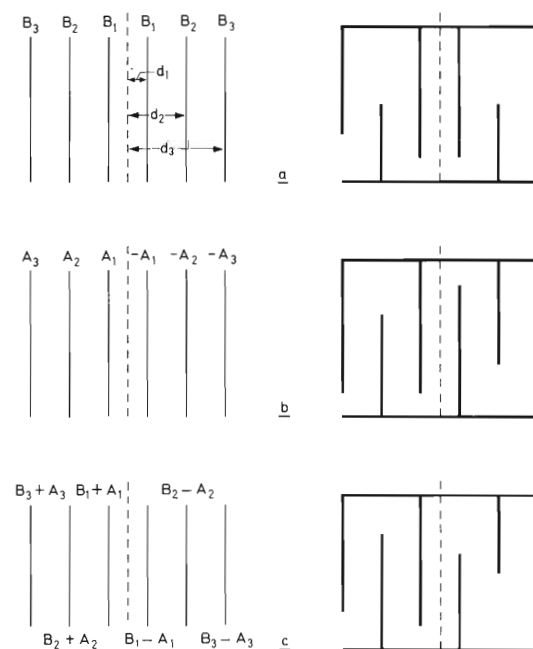 B₃ B₂ B₁ B₁ B₂ B₃
d₁
d₂
d₃
a
A₃ A₂ A₁ -A₁ -A₂ -A₃
b
B₃ + A₃ B₁ + A₁ B₂ – A₂
B₂ + A₂ B₁ – A₁ B₃ – A₃
c